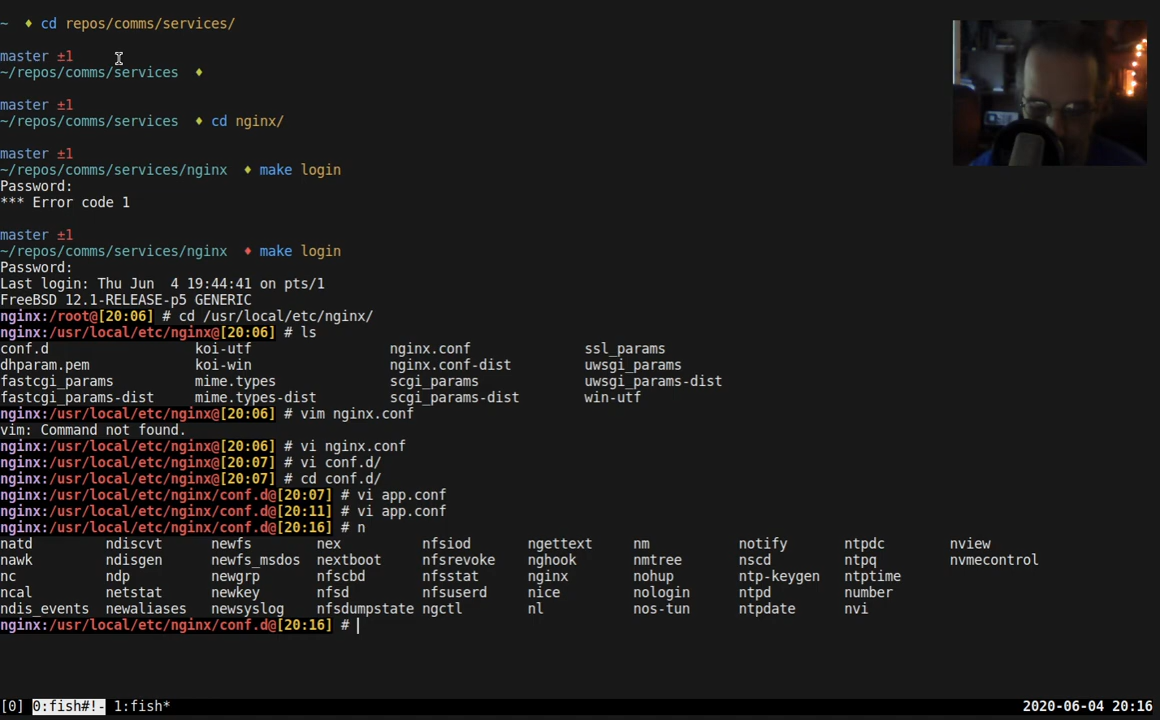 ~ ♦ cd repos/comms/services/
master ±1
~/repos/comms/services ♦
master ±1
~/repos/comms/services ♦ cd nginx/
master ±1
~/repos/comms/services/nginx ♦ make login
Password:
*** Error code 1
master ±1
~/repos/comms/services/nginx ♦ make login
Password:
Last login: Thu Jun  4 19:44:41 on pts/1
FreeBSD 12.1-RELEASE-p5 GENERIC
nginx:/root@[20:06] # cd /usr/local/etc/nginx/
nginx:/usr/local/etc/nginx@[20:06] # ls
conf.d koi-utf nginx.conf ssl_params
dhparam.pem koi-win nginx.conf-dist uwsgi_params
fastcgi_params mime.types scgi_params uwsgi_params-dist
fastcgi_params-dist mime.types-dist scgi_params-dist win-utf
nginx:/usr/local/etc/nginx@[20:06] # vim nginx.conf
vim: Command not found.
nginx:/usr/local/etc/nginx@[20:06] # vi nginx.conf
nginx:/usr/local/etc/nginx@[20:07] # vi conf.d/
nginx:/usr/local/etc/nginx@[20:07] # cd conf.d/
nginx:/usr/local/etc/nginx/conf.d@[20:07] # vi app.conf
nginx:/usr/local/etc/nginx/conf.d@[20:11] # vi app.conf
nginx:/usr/local/etc/nginx/conf.d@[20:16] # n
natd ndiscvt newfs nex nfsiod ngettext nm notify ntpdc nview
nawk ndisgen newfs_msdos nextboot nfsrevoke nghook nmtree nscd ntpq nvmecontrol
nc ndp newgrp nfscbd nfsstat nginx nohup ntp-keygen ntptime
ncal netstat newkey nfsd nfsuserd nice nologin ntpd number
ndis_events newaliases newsyslog nfsdumpstate ngctl nl nos-tun ntpdate nvi
nginx:/usr/local/etc/nginx/conf.d@[20:16] #
[0] 0:fish#!- 1:fish* 2020-06-04 20:16